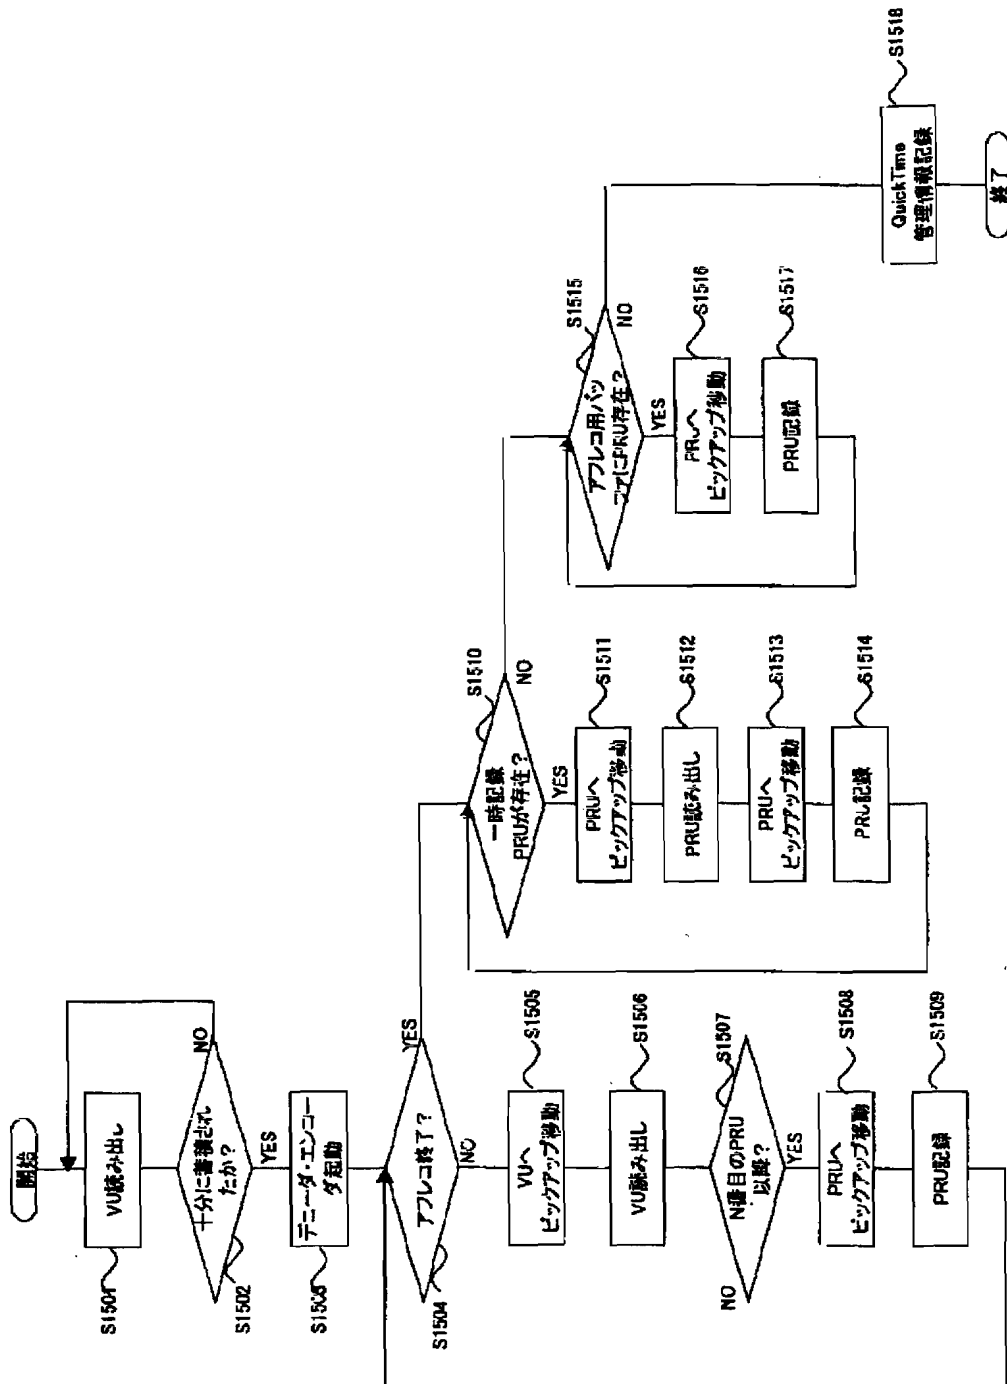 開始
VU読み出し
S1501
十分に蓄積され
たか?
NO
YES
S1502
デコーダ・エンコー
ダ起動
S1503
アフレコ終了?
YES
NO
S1504
VUへ
ピックアップ移動
S1505
VU読み出し
S1506
N番目のPRU
以降?
S1507
NO
YES
PRUへ
ピックアップ移動
S1508
PRU記録
S1509
一時記録
PRUが存在?
S1510
NO
YES
PRUへ
ピックアップ移動
S1511
PRU読み出し
S1512
PRUへ
ピックアップ移動
S1513
PRU記録
S1514
アフレコ用バッ
ファにPRU存在?
S1515
NO
YES
PRUへ
ピックアップ移動
S1516
PRU記録
S1517
QuickTime
管理情報記録
S1518
終了